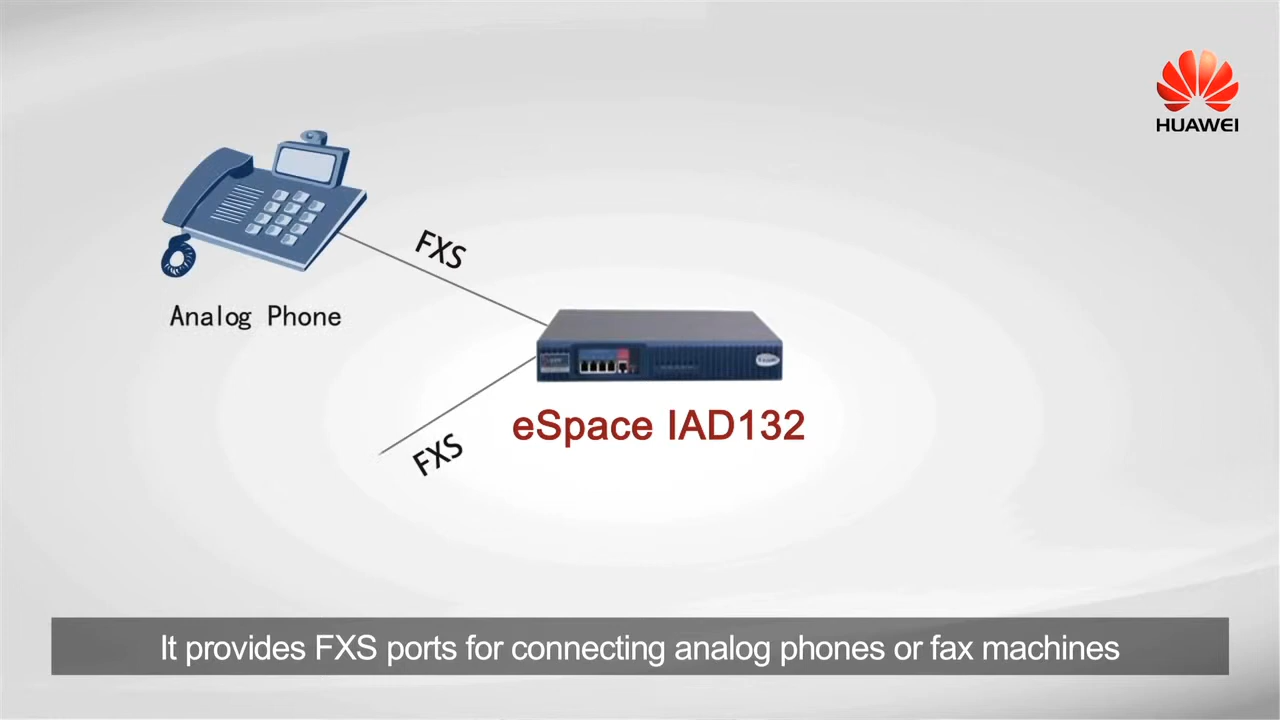 HUAWEI
FXS
Analog Phone
eSpace IAD132
FXS
It provides FXS ports for connecting analog phones or fax machines